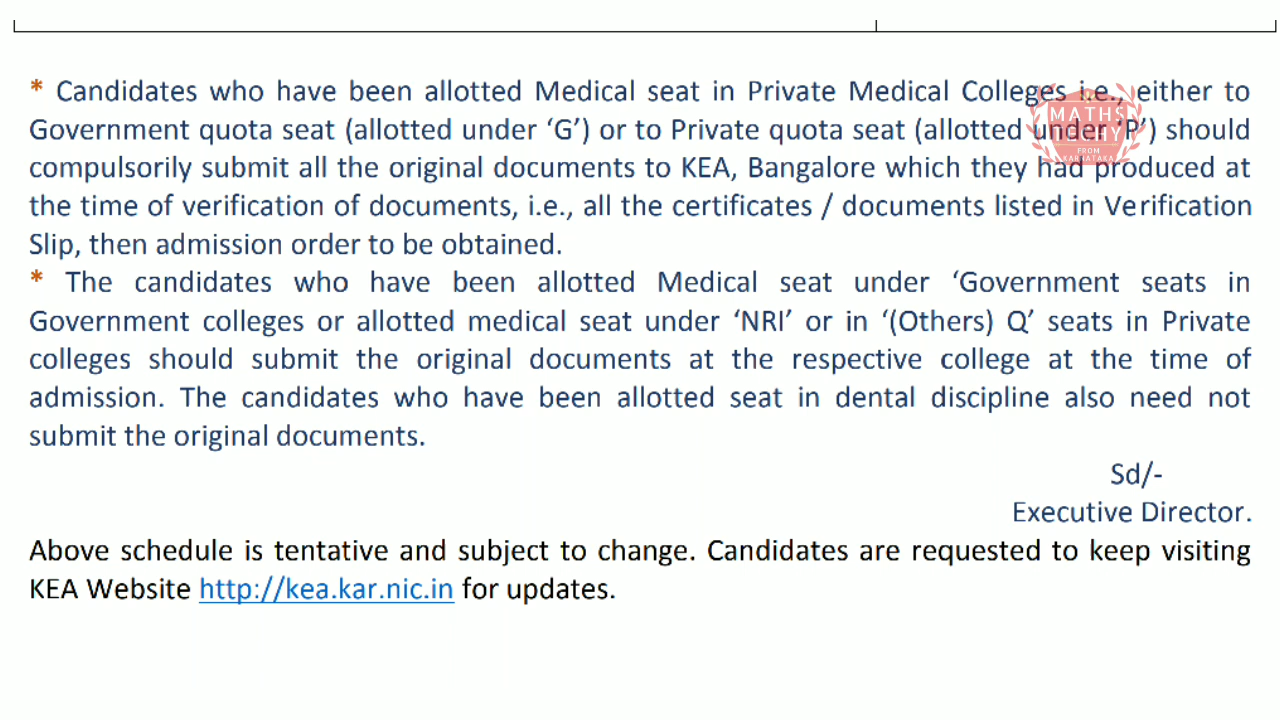 * Candidates who have been allotted Medical seat in Private Medical Colleges i.e., either to
Government quota seat (allotted under ‘G’) or to Private quota seat (allotted under ‘P’) should
compulsorily submit all the original documents to KEA, Bangalore which they had produced at
the time of verification of documents, i.e., all the certificates / documents listed in Verification
Slip, then admission order to be obtained.
* The candidates who have been allotted Medical seat under ‘Government seats in
Government colleges or allotted medical seat under ‘NRI’ or in ‘(Others) Q’ seats in Private
colleges should submit the original documents at the respective college at the time of
admission. The candidates who have been allotted seat in dental discipline also need not
submit the original documents.
Sd/-
Executive Director.
Above schedule is tentative and subject to change. Candidates are requested to keep visiting
KEA Website http://kea.kar.nic.in for updates.
MATHS
FROM
KARNATAKA